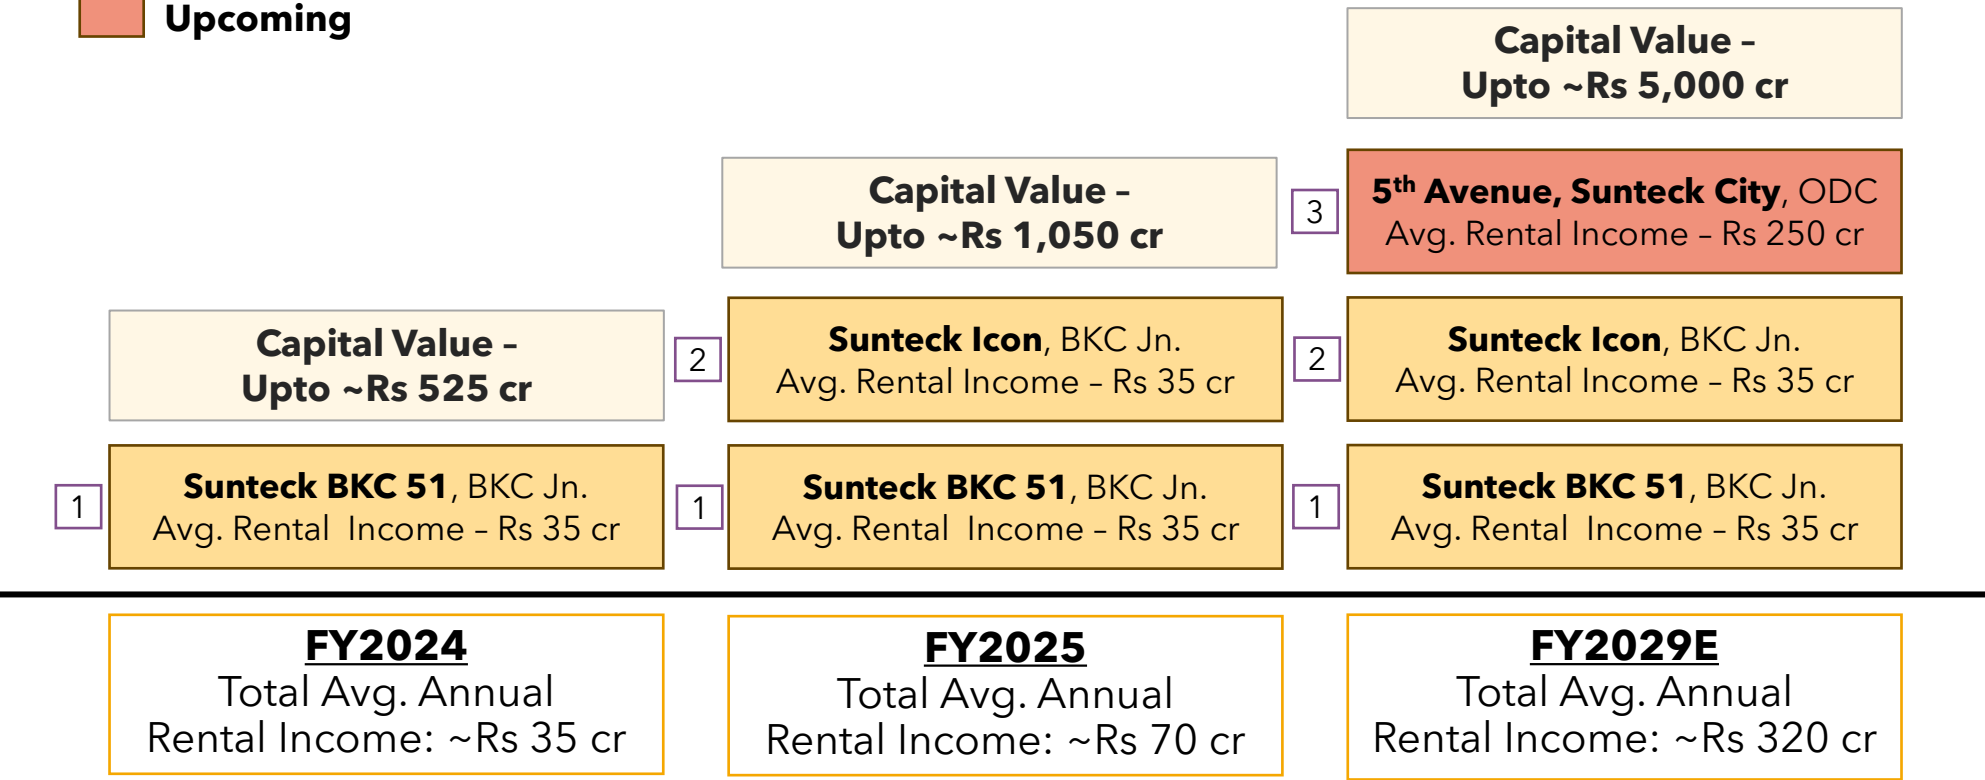 Upcoming
Capital Value –
Upto ~Rs 5,000 cr
Capital Value –
Upto ~Rs 1,050 cr
3
5th Avenue, Sunteck City, ODC
Avg. Rental Income – Rs 250 cr
Capital Value –
Upto ~Rs 525 cr
2
Sunteck Icon, BKC Jn.
Avg. Rental Income – Rs 35 cr
2
Sunteck Icon, BKC Jn.
Avg. Rental Income – Rs 35 cr
1
Sunteck BKC 51, BKC Jn.
Avg. Rental  Income – Rs 35 cr
1
Sunteck BKC 51, BKC Jn.
Avg. Rental  Income – Rs 35 cr
1
Sunteck BKC 51, BKC Jn.
Avg. Rental  Income – Rs 35 cr
FY2024
Total Avg. Annual
Rental Income: ~Rs 35 cr
FY2025
Total Avg. Annual
Rental Income: ~Rs 70 cr
FY2029E
Total Avg. Annual
Rental Income: ~Rs 320 cr